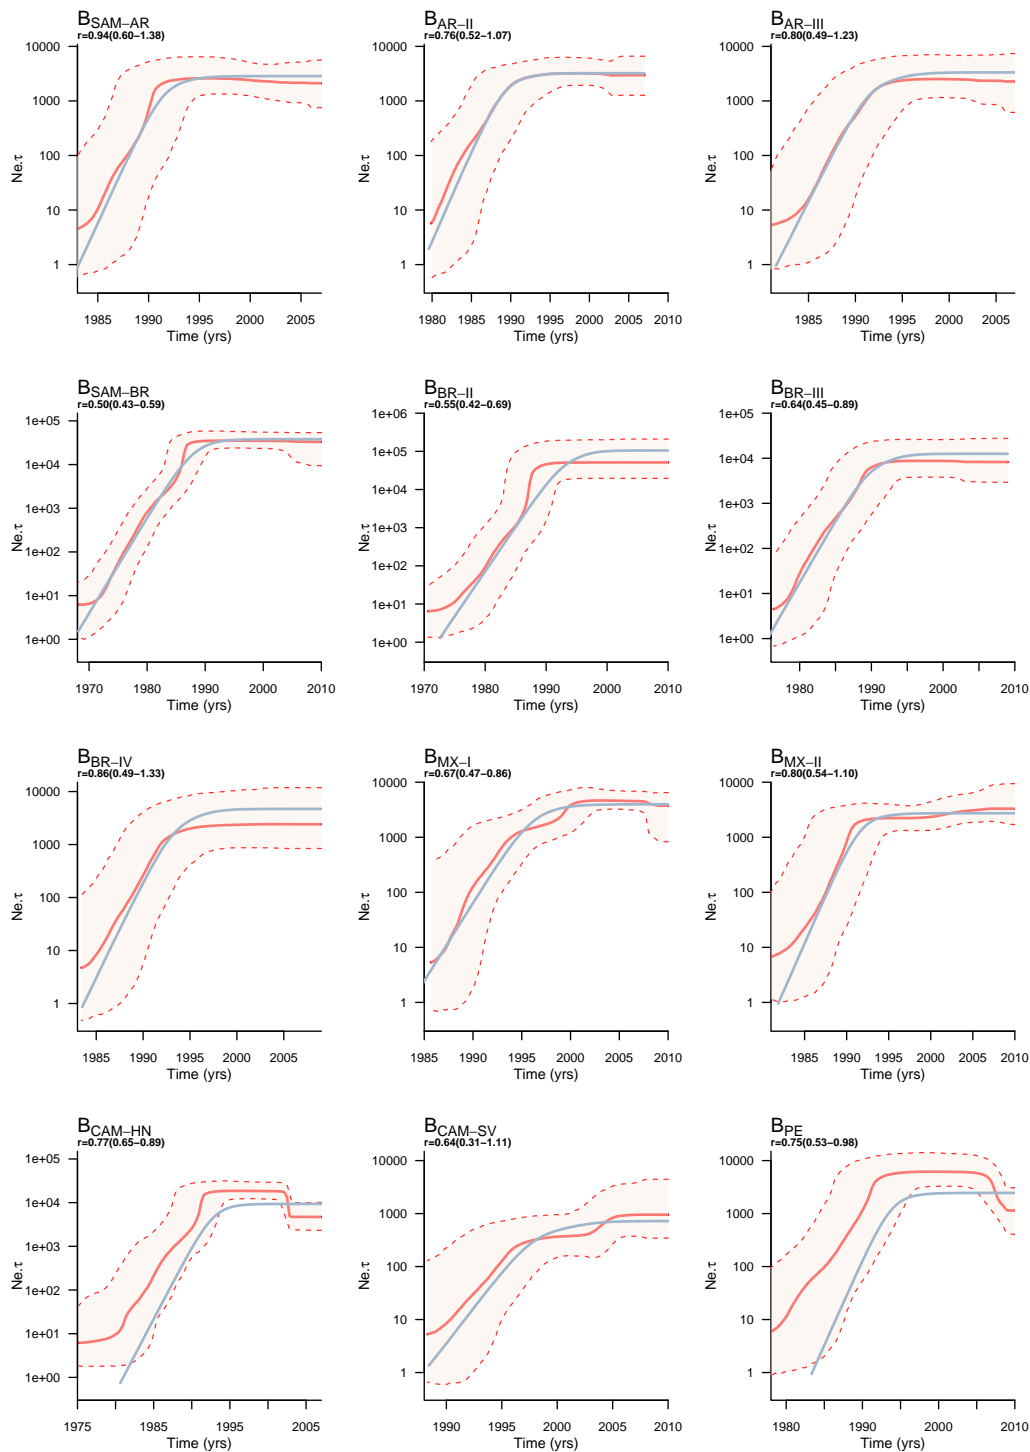 BSAM−AR
r=0.94(0.60−1.38)
10000
1000
100
10
1
Ne.τ
1985 1990 1995 2000 2005
Time (yrs)
BAR−II
r=0.76(0.52−1.07)
10000
1000
100
10
1
Ne.τ
1980 1985 1990 1995 2000 2005 2010
Time (yrs)
BAR−III
r=0.80(0.49−1.23)
10000
1000
100
10
1
Ne.τ
1985 1990 1995 2000 2005
Time (yrs)
BSAM−BR
r=0.50(0.43−0.59)
1e+05
1e+04
1e+03
1e+02
1e+01
1e+00
Ne.τ
1970 1980 1990 2000 2010
Time (yrs)
BBR−II
r=0.55(0.42−0.69)
1e+06
1e+05
1e+04
1e+03
1e+02
1e+01
1e+00
Ne.τ
1970 1980 1990 2000 2010
Time (yrs)
BBR−III
r=0.64(0.45−0.89)
1e+05
1e+04
1e+03
1e+02
1e+01
1e+00
Ne.τ
1980 1990 2000 2010
Time (yrs)
BBR−IV
r=0.86(0.49−1.33)
10000
1000
100
10
1
Ne.τ
1985 1990 1995 2000 2005
Time (yrs)
BMX−I
r=0.67(0.47−0.86)
10000
1000
100
10
1
Ne.τ
1985 1990 1995 2000 2005 2010
Time (yrs)
BMX−II
r=0.80(0.54−1.10)
10000
1000
100
10
1
Ne.τ
1985 1990 1995 2000 2005 2010
Time (yrs)
BCAM−HN
r=0.77(0.65−0.89)
1e+05
1e+04
1e+03
1e+02
1e+01
1e+00
Ne.τ
1975 1985 1995 2005
Time (yrs)
BCAM−SV
r=0.64(0.31−1.11)
10000
1000
100
10
1
Ne.τ
1990 1995 2000 2005 2010
Time (yrs)
BPE
r=0.75(0.53−0.98)
10000
1000
100
10
1
Ne.τ
1980 1990 2000 2010
Time (yrs)